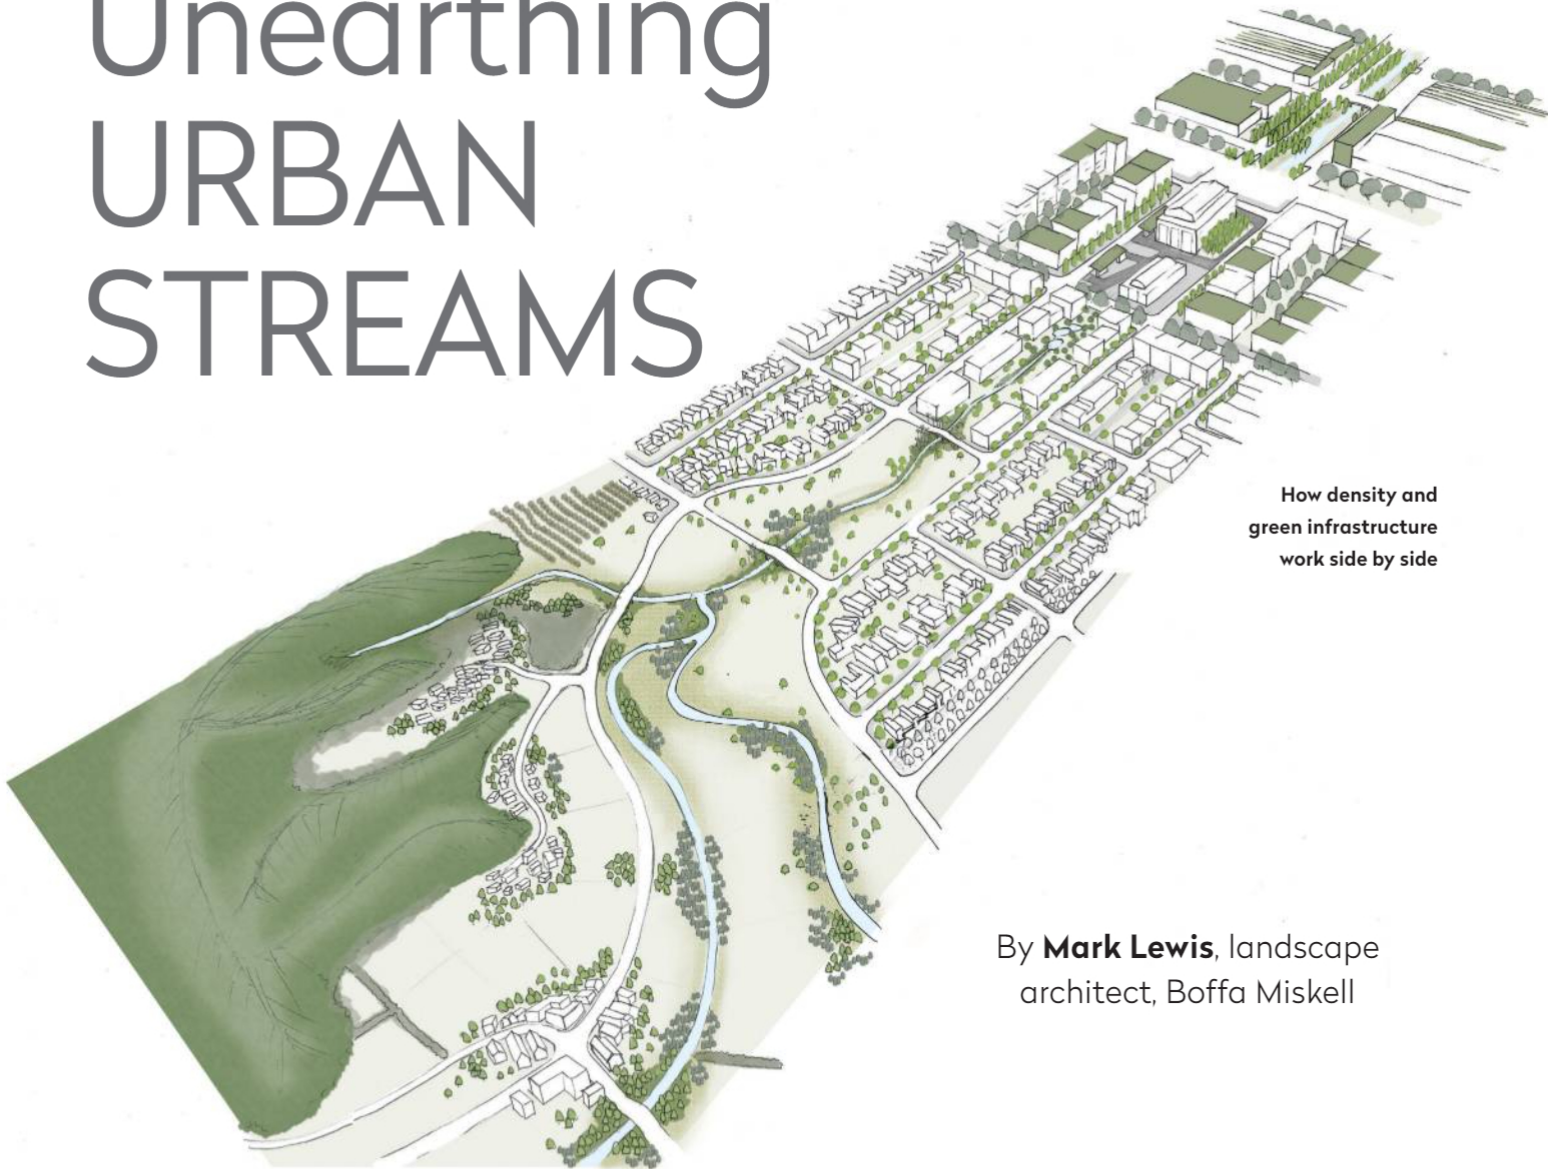 Unearthing
URBAN
STREAMS
How density and
green infrastructure
work side by side
By Mark Lewis, landscape
architect, Boffa Miskell